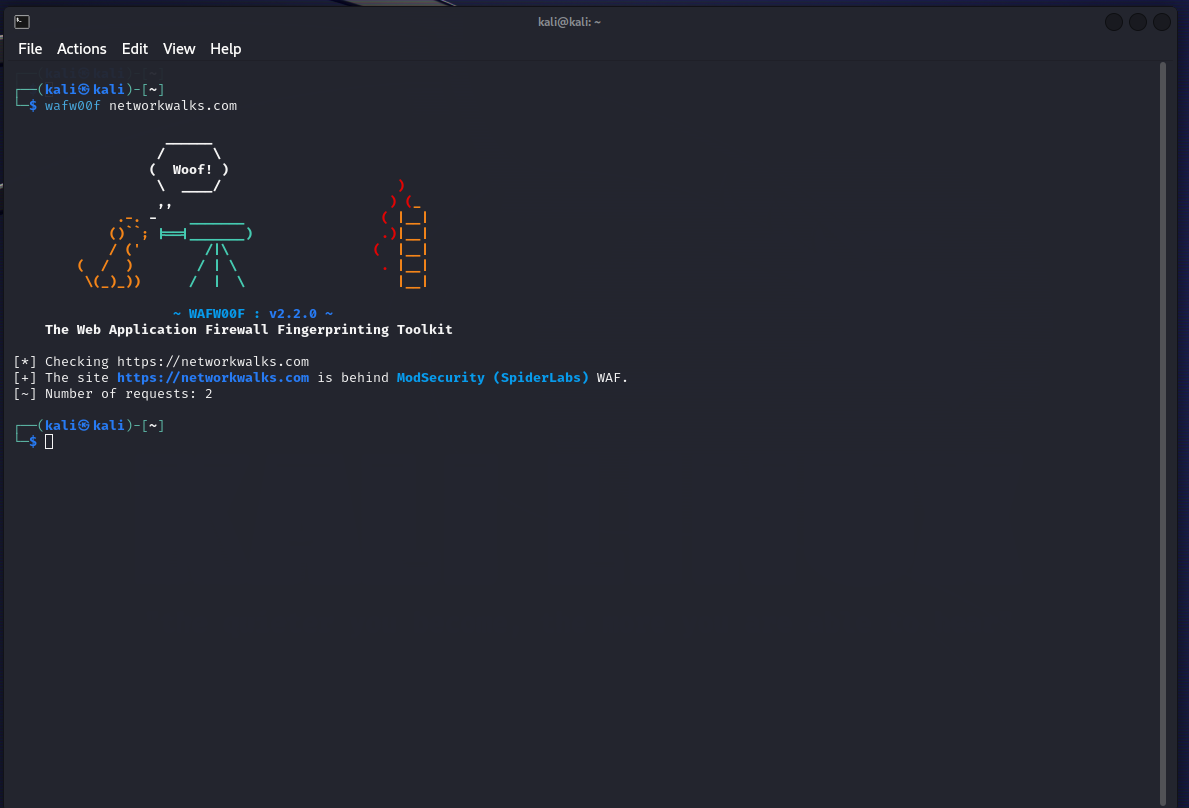 kali@kali: ~
File Actions Edit View Help
┌──(kali㉿kali)-[~]
└─$ wafw00f networkwalks.com
Woof!
~ WAFW00F : v2.2.0 ~
The Web Application Firewall Fingerprinting Toolkit
[*] Checking https://networkwalks.com
[+] The site https://networkwalks.com is behind ModSecurity (SpiderLabs) WAF.
[~] Number of requests: 2
┌──(kali㉿kali)-[~]
└─$